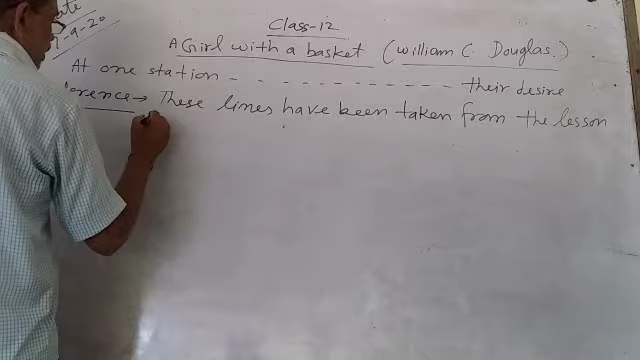 Class-12
A Girl with a basket (William C. Douglas.)
At one station - - - - - - - - - - their desire
erence → These lines have been taken from the lesson